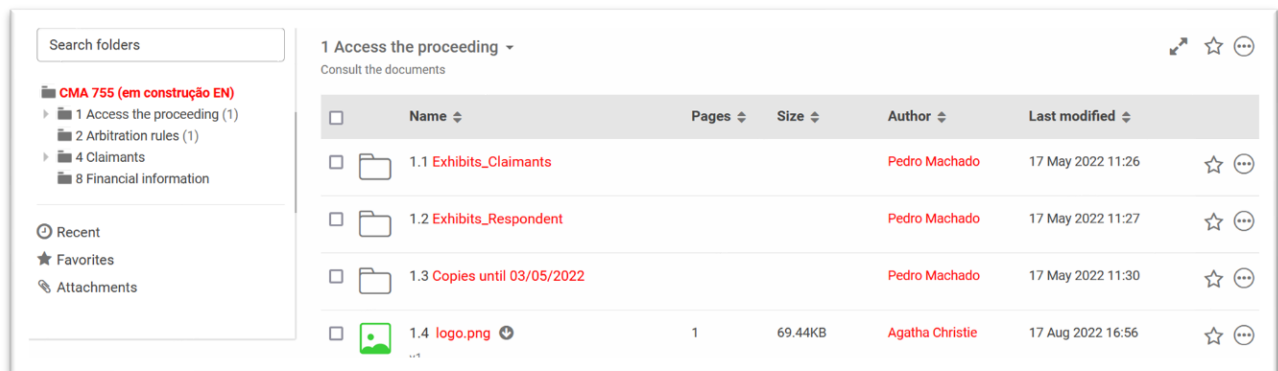 Search folders
CMA 755 (em construção EN)
1 Access the proceeding (1)
2 Arbitration rules (1)
4 Claimants
8 Financial information
Recent
Favorites
Attachments
1 Access the proceeding
Consult the documents
Name Pages Size Author Last modified
1.1 Exhibits_Claimants Pedro Machado 17 May 2022 11:26
1.2 Exhibits_Respondent Pedro Machado 17 May 2022 11:27
1.3 Copies until 03/05/2022 Pedro Machado 17 May 2022 11:30
1.4 logo.png 1 69.44KB Agatha Christie 17 Aug 2022 16:56